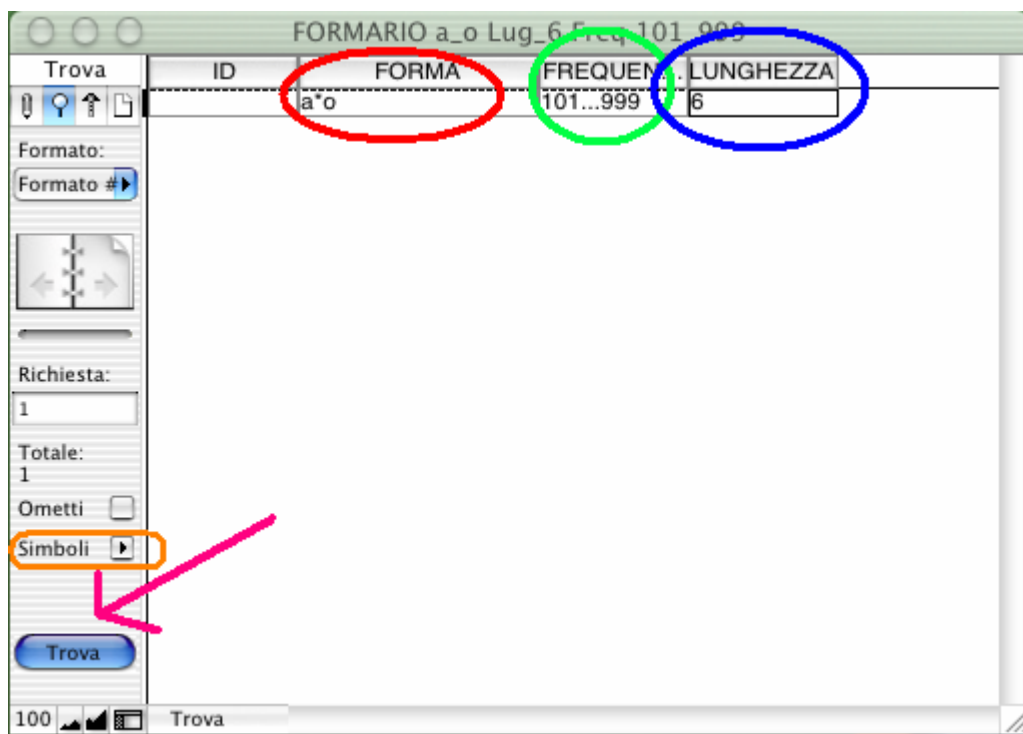 FORMARIO a_o Lug_6 Freq 101_999
Trova
ID FORMA FREQUEN... LUNGHEZZA
a*o 101...999 6
Formato:
Formato #
Richiesta:
1
Totale:
1
Ometti
Simboli
Trova
100 Trova